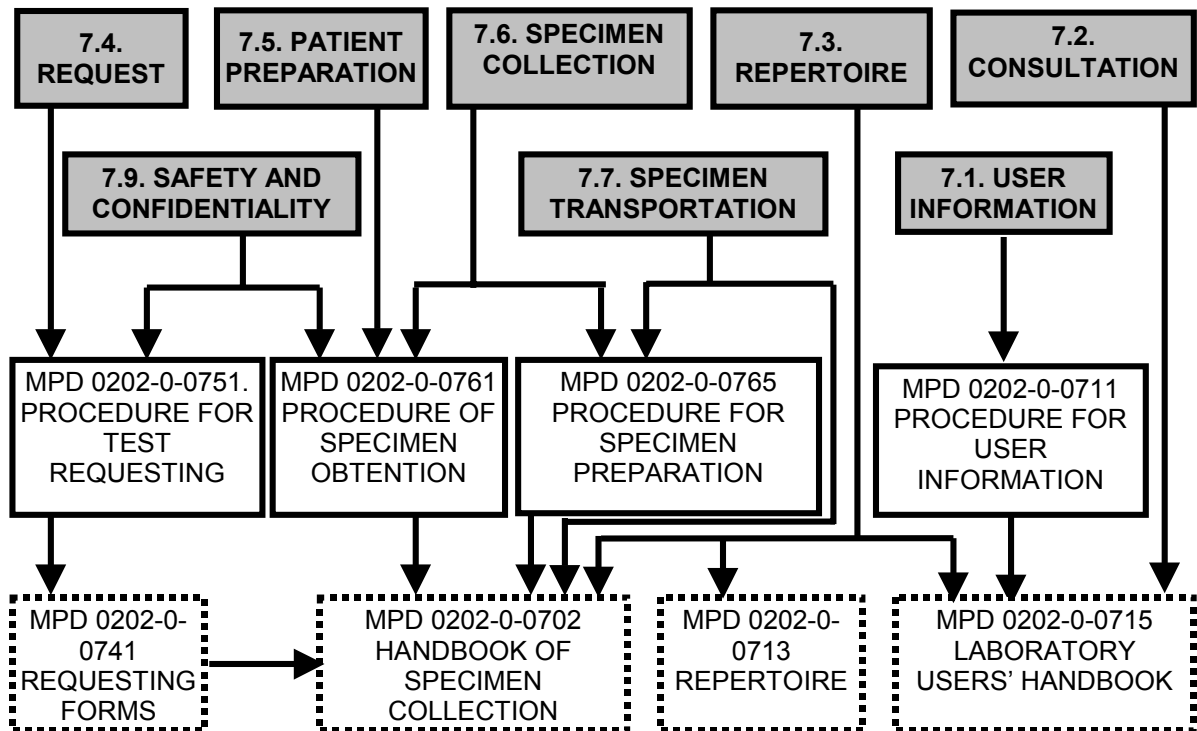 7.4.
REQUEST
7.5. PATIENT
PREPARATION
7.6. SPECIMEN
COLLECTION
7.3.
REPERTOIRE
7.2.
CONSULTATION
7.9. SAFETY AND
CONFIDENTIALITY
7.7. SPECIMEN
TRANSPORTATION
7.1. USER
INFORMATION
MPD 0202-0-0751.
PROCEDURE FOR
TEST
REQUESTING
MPD 0202-0-0761
PROCEDURE OF
SPECIMEN
OBTENTION
MPD 0202-0-0765
PROCEDURE FOR
SPECIMEN
PREPARATION
MPD 0202-0-0711
PROCEDURE FOR
USER
INFORMATION
MPD 0202-0-
0741
REQUESTING
FORMS
MPD 0202-0-0702
HANDBOOK OF
SPECIMEN
COLLECTION
MPD 0202-0-
0713
REPERTOIRE
MPD 0202-0-0715
LABORATORY
USERS’ HANDBOOK